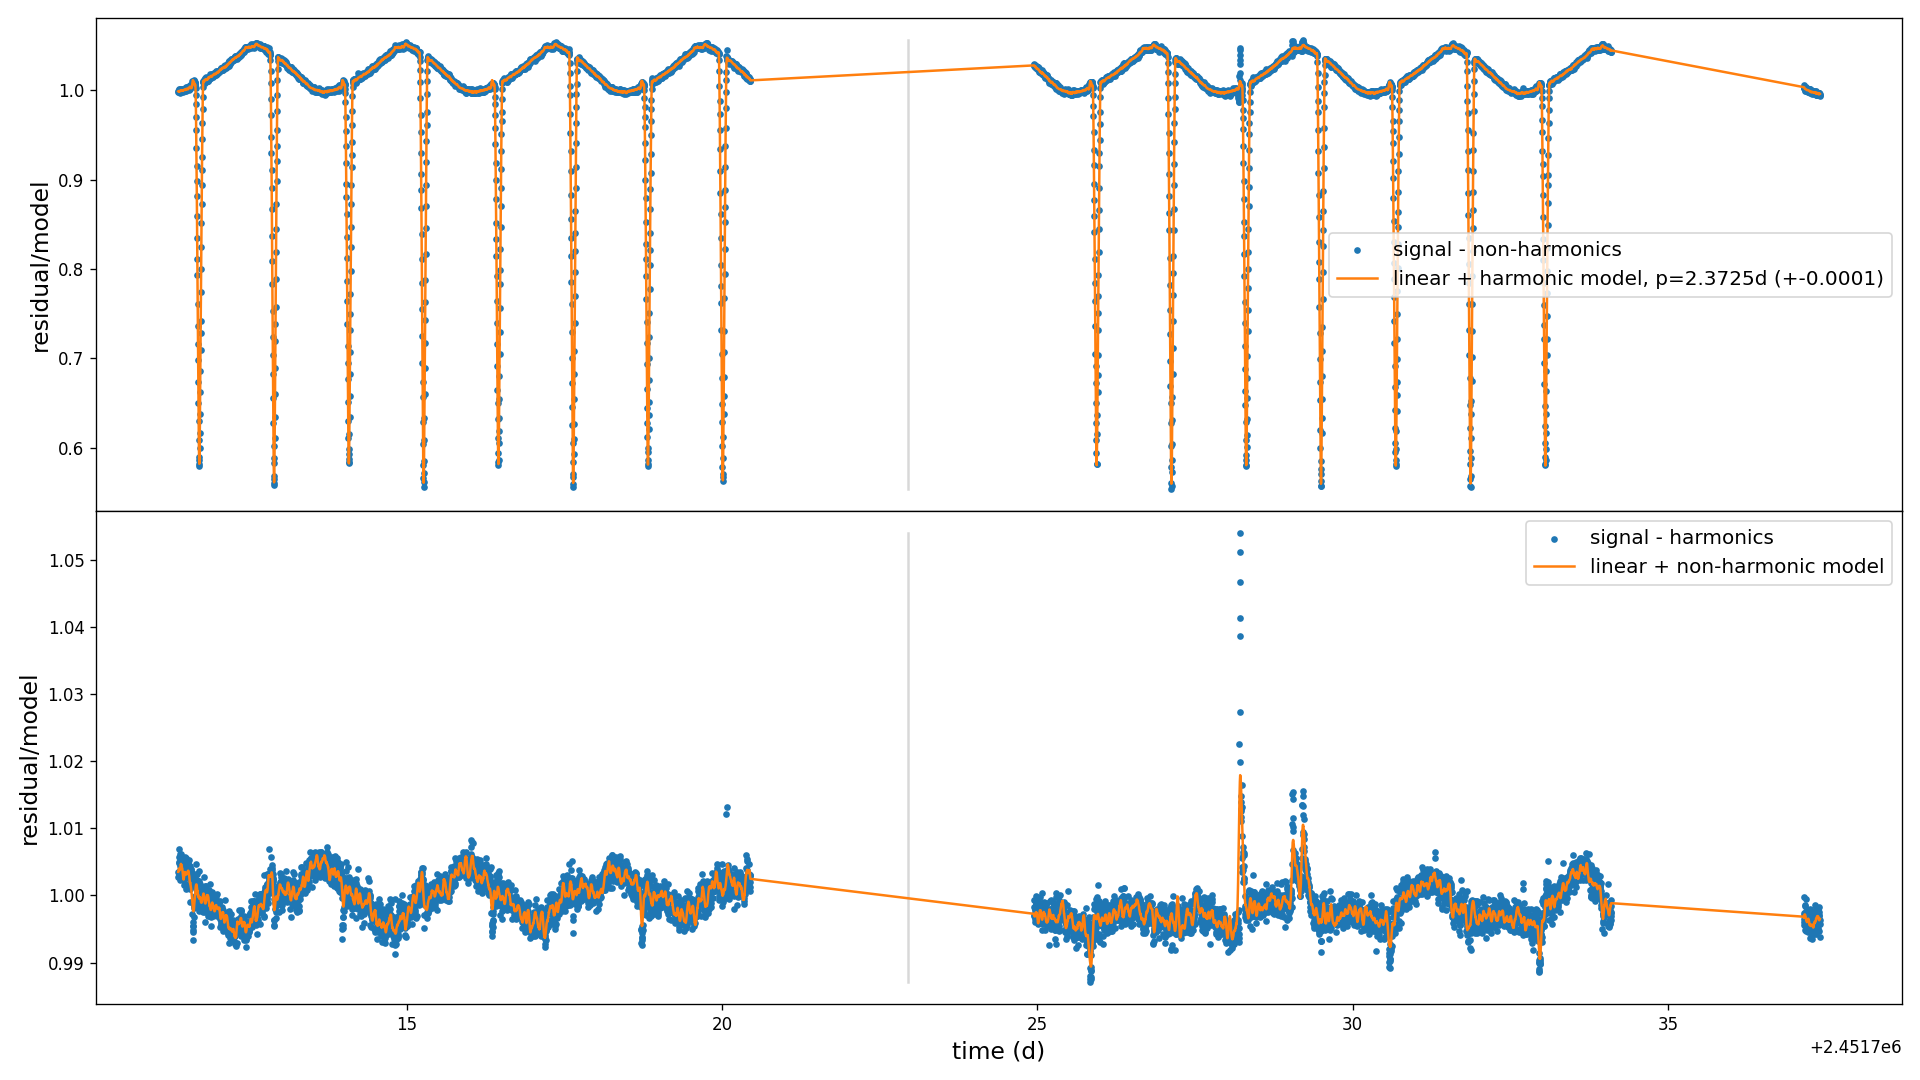 1.0
0.9
0.8
0.7
0.6
residual/model
signal - non-harmonics
linear + harmonic model, p=2.3725d (+-0.0001)
1.05
1.04
1.03
1.02
1.01
1.00
0.99
residual/model
signal - harmonics
linear + non-harmonic model
15 20 25 30 35
time (d)
+2.4517e6